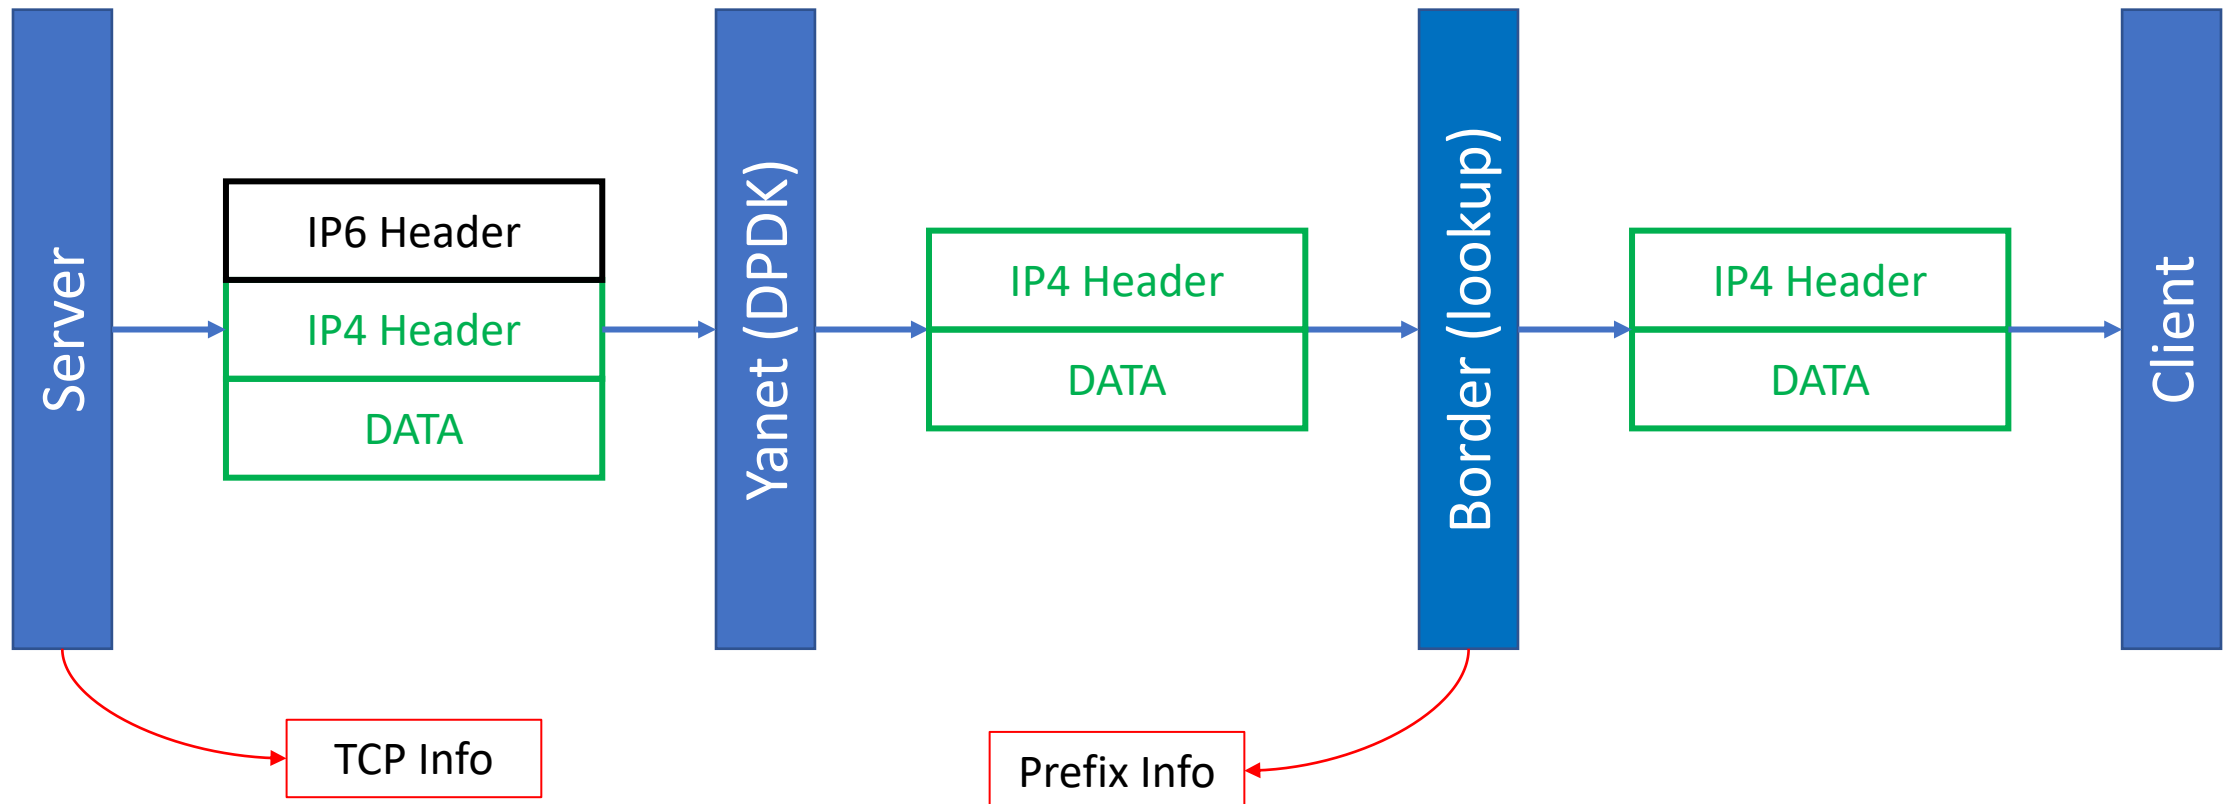 Server
IP6 Header
IP4 Header
DATA
Yanet (DPDK)
IP4 Header
DATA
Border (lookup)
IP4 Header
DATA
Client
TCP Info
Prefix Info